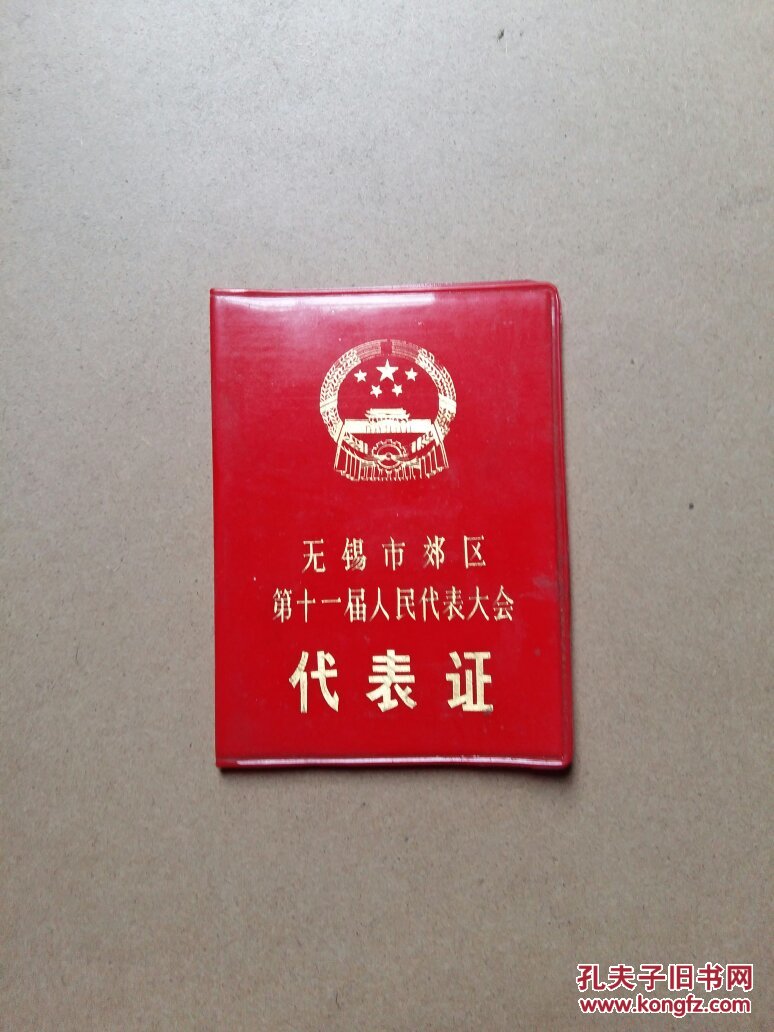 无锡市郊区
第十一届人民代表大会
代表证
孔夫子旧书网
www.kongfz.com